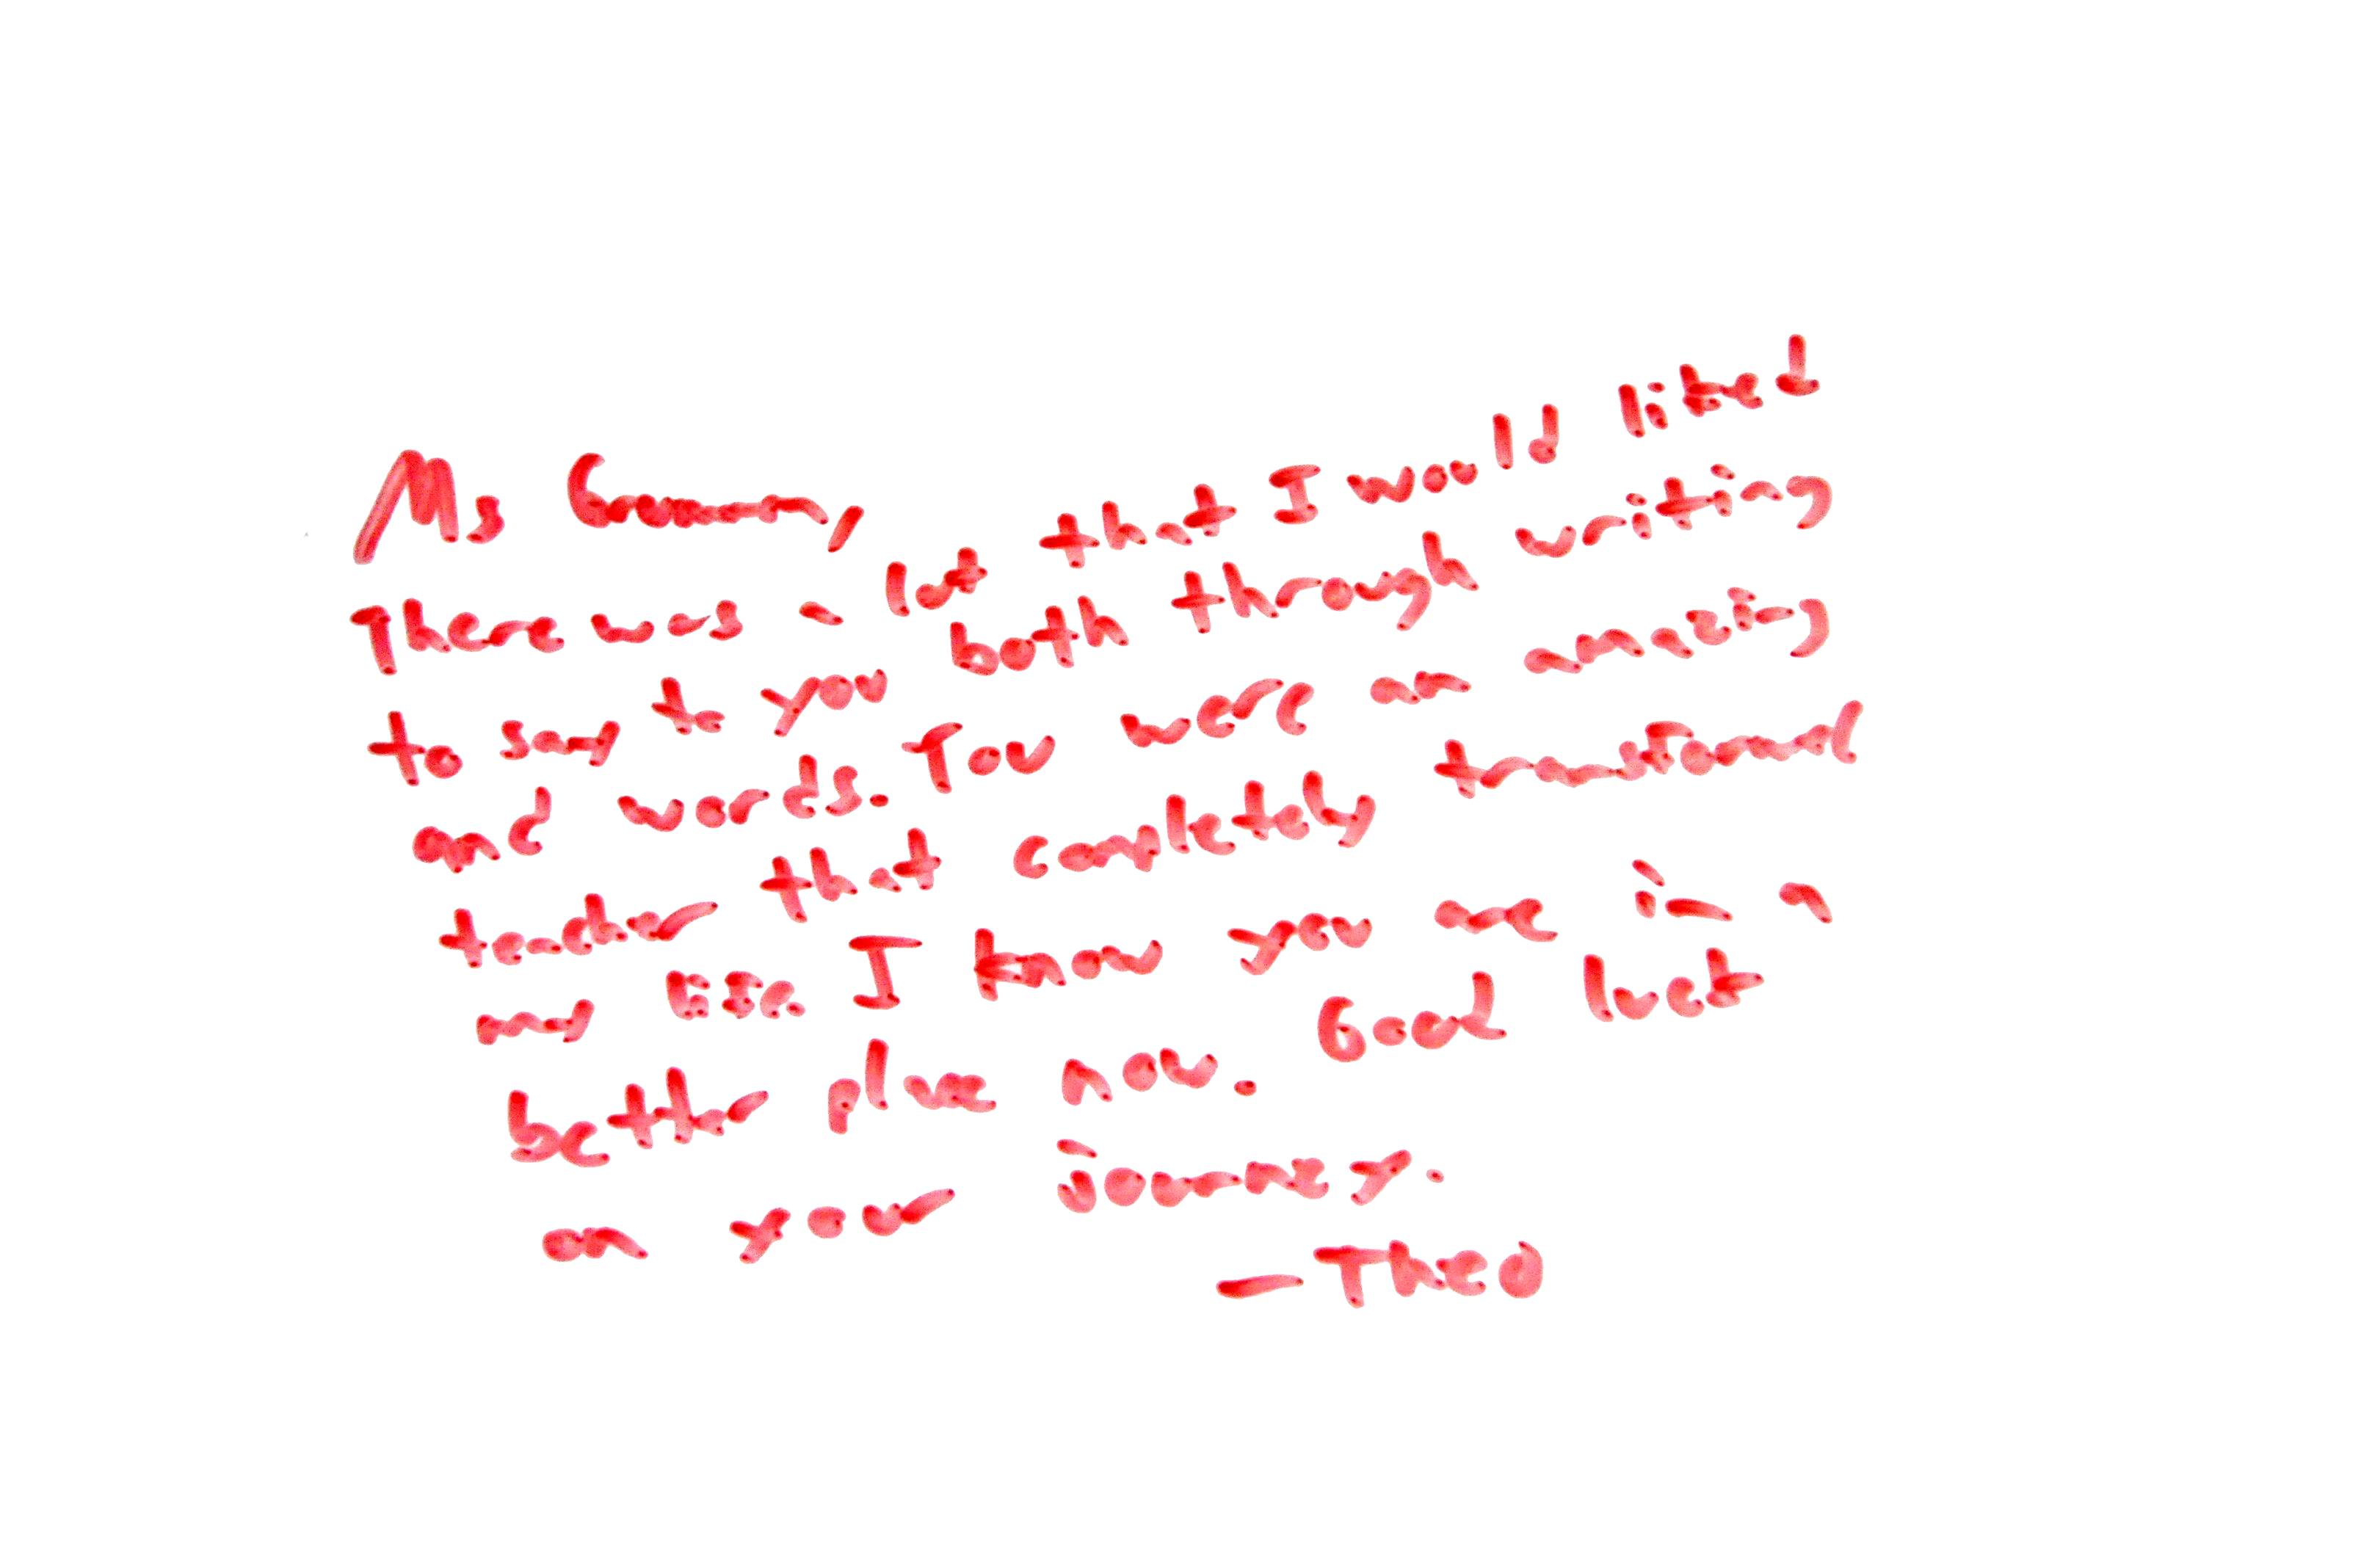 Ms
There was a lot that I would liked
to say to you both through writing
and words. You were an amazing
teacher that completely transformed
my life. I know you are in a
better place now. Good luck
on your journey.
— Theo